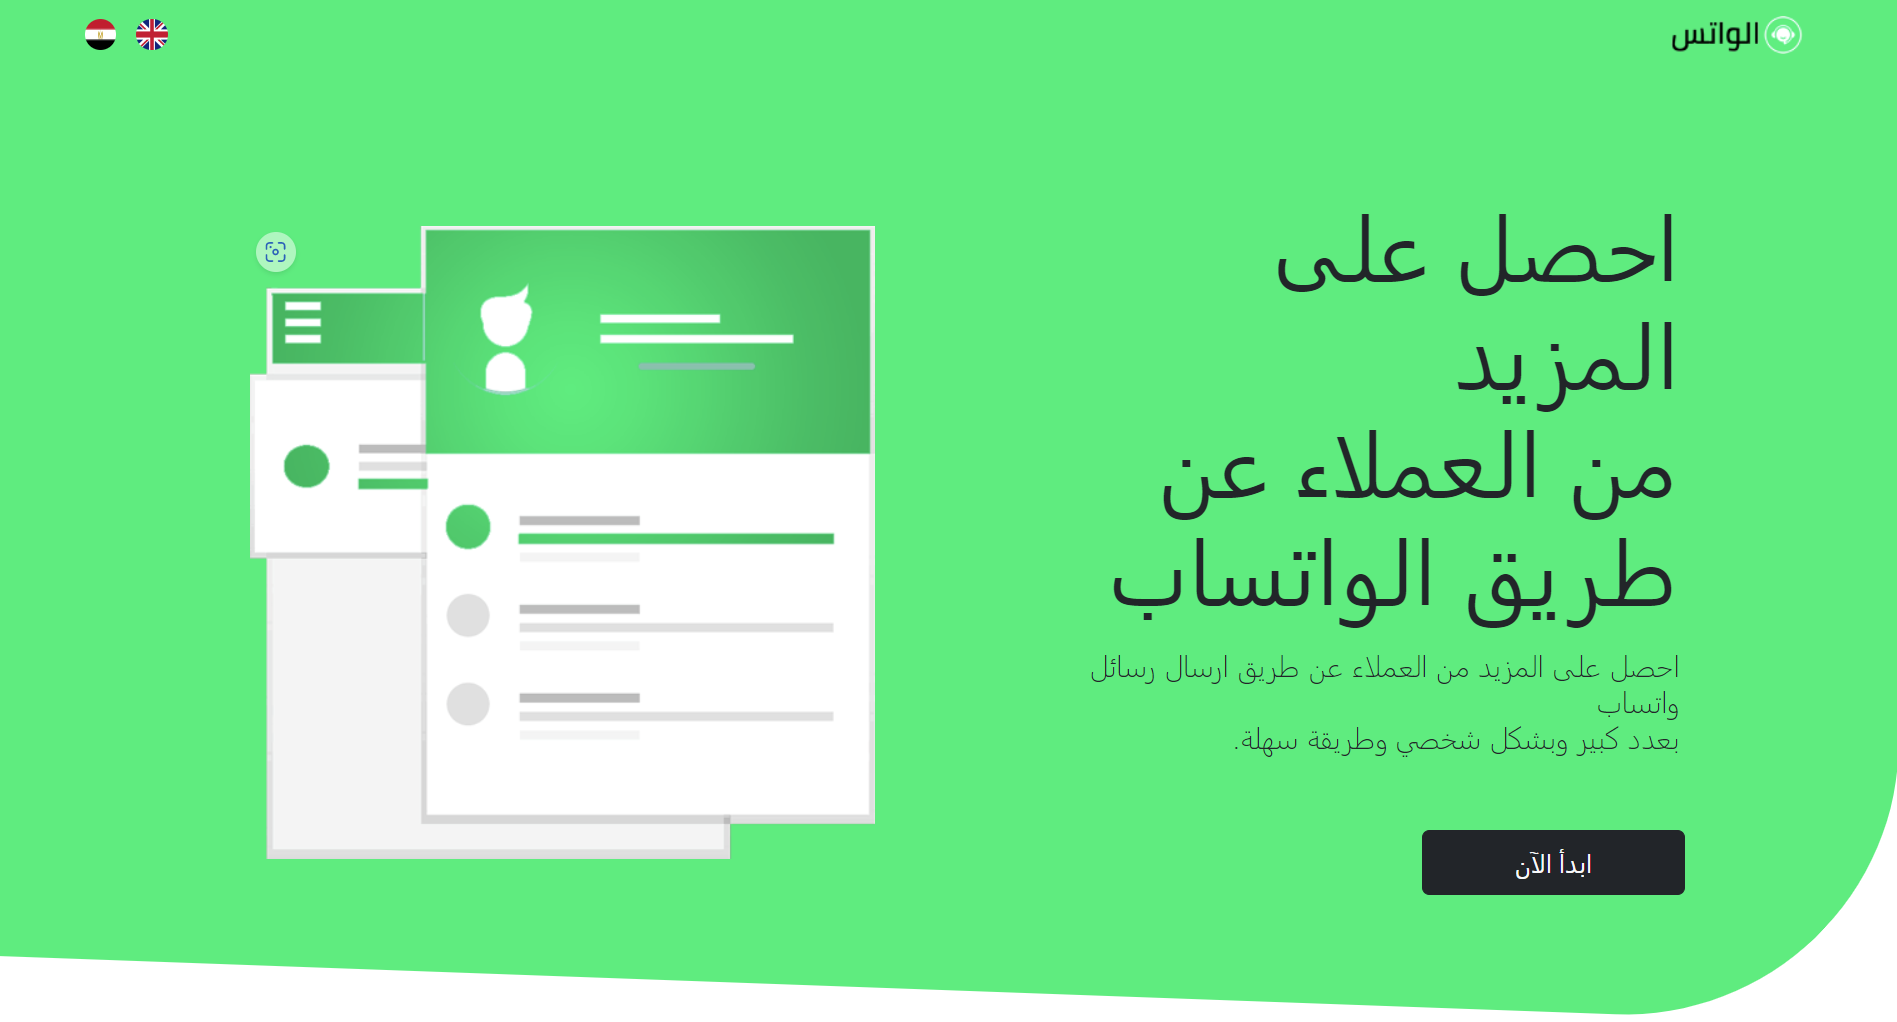 الواتس
احصل على
المزيد
من العملاء عن
طريق الواتساب
احصل على المزيد من العملاء عن طريق ارسال رسائل
واتساب
بعدد كبير وبشكل شخصي وطريقة سهلة.
ابدأ الآن